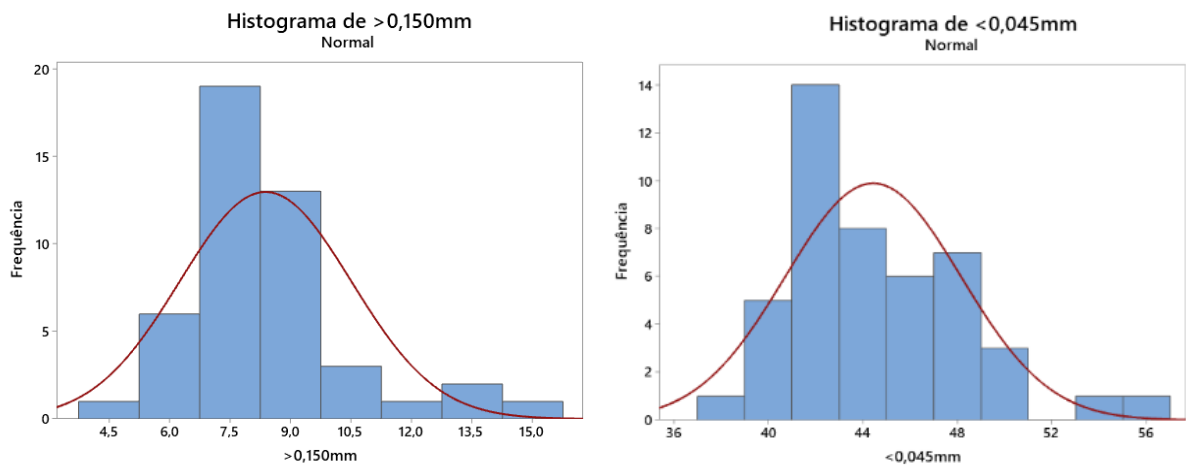 Histograma de >0,150mm
Normal
20
15
10
5
0
Frequência
4,5 6,0 7,5 9,0 10,5 12,0 13,5 15,0
>0,150mm
Histograma de <0,045mm
Normal
14
12
10
8
6
4
2
0
Frequência
36 40 44 48 52 56
<0,045mm